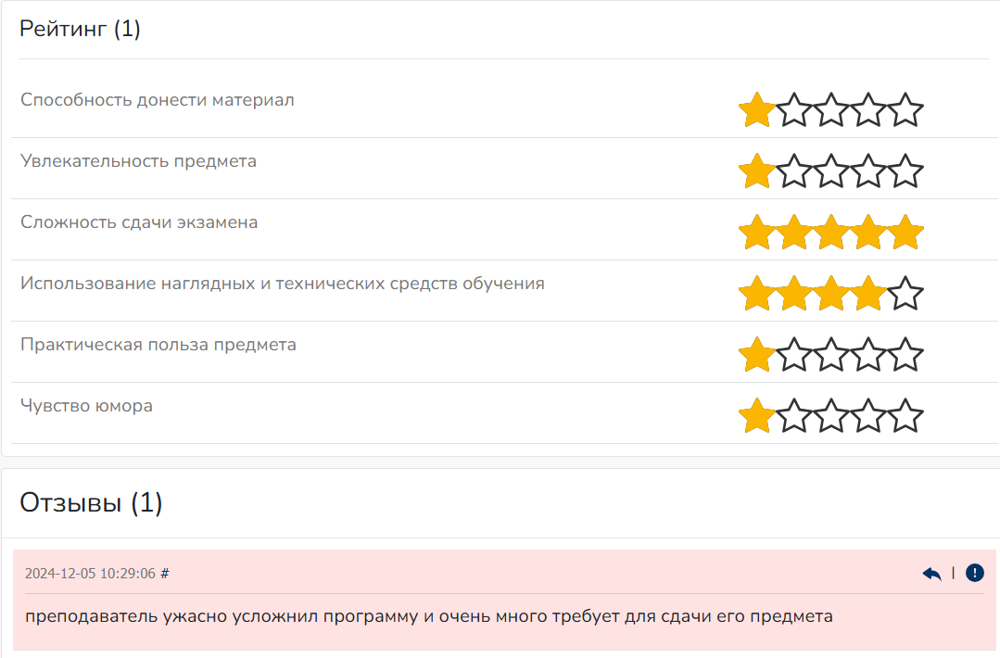 Рейтинг (1)
Способность донести материал
Увлекательность предмета
Сложность сдачи экзамена
Использование наглядных и технических средств обучения
Практическая польза предмета
Чувство юмора
Отзывы (1)
2024-12-05 10:29:06 # |
преподаватель ужасно усложнил программу и очень много требует для сдачи его предмета